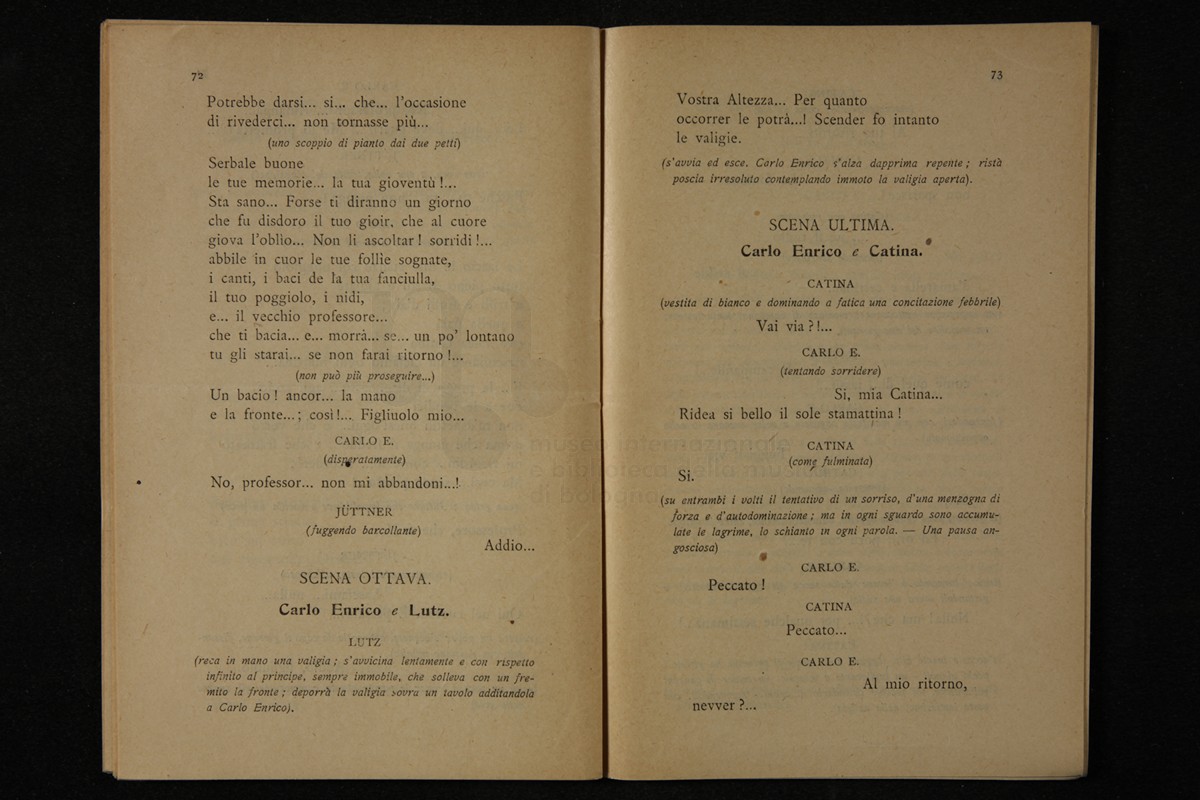 72
Potrebbe darsi... si... che... l'occasione
di rivederci... non tornasse più...
(uno scoppio di pianto dai due petti)
Serbale buone
le tue memorie... la tua gioventù !...
Sta sano... Forse ti diranno un giorno
che fu disdoro il tuo gioir, che al cuore
giova l'oblìo... Non li ascoltar ! sorridi !...
abbile in cuor le tue follìe sognate,
i canti, i baci de la tua fanciulla,
il tuo poggiolo, i nidi,
e... il vecchio professore...
che ti bacia... e... morrà... se... un po' lontano
tu gli starai... se non farai ritorno !...
(non può più proseguire...)
Un bacio ! ancor... la mano
e la fronte... ; così !... Figliuolo mio...
CARLO E.
(disperatamente)
No, professor... non mi abbandoni...!
JÜTTNER
(fuggendo barcollante)
Addio...
SCENA OTTAVA.
Carlo Enrico e Lutz.
LUTZ
(reca in mano una valigia ; s'avvicina lentamente e con rispetto
infinito al principe, sempre immobile, che solleva con un fre-
mito la fronte ; deporrà la valigia sovra un tavolo additandola
a Carlo Enrico).
73
Vostra Altezza... Per quanto
occorrer le potrà...! Scender fo intanto
le valigie.
(s'avvia ed esce. Carlo Enrico s'alza dapprima repente ; ristà
poscia irresoluto contemplando immoto la valigia aperta).
SCENA ULTIMA.
Carlo Enrico e Catina.
CATINA
(vestita di bianco e dominando a fatica una concitazione febbrile)
Vai via ?!...
CARLO E.
(tentando sorridere)
Si, mia Catina...
Ridea si bello il sole stamattina !
CATINA
(come fulminata)
Si.
(su entrambi i volti il tentativo di un sorriso, d'una menzogna di
forza e d'autodominazione ; ma in ogni sguardo sono accumu-
late le lagrime, lo schianto in ogni parola. — Una pausa an-
gosciosa)
CARLO E.
Peccato !
CATINA
Peccato...
CARLO E.
Al mio ritorno,
nevver ?...
museo internazionale
e biblioteca della musica
di bologna